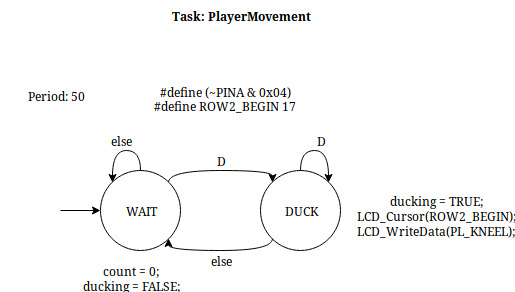 Task: PlayerMovement
Period: 50
#define (~PINA & 0x04)
#define ROW2_BEGIN 17
else
D
D
WAIT
DUCK
else
ducking = TRUE;
LCD_Cursor(ROW2_BEGIN);
LCD_WriteData(PL_KNEEL);
count = 0;
ducking = FALSE;